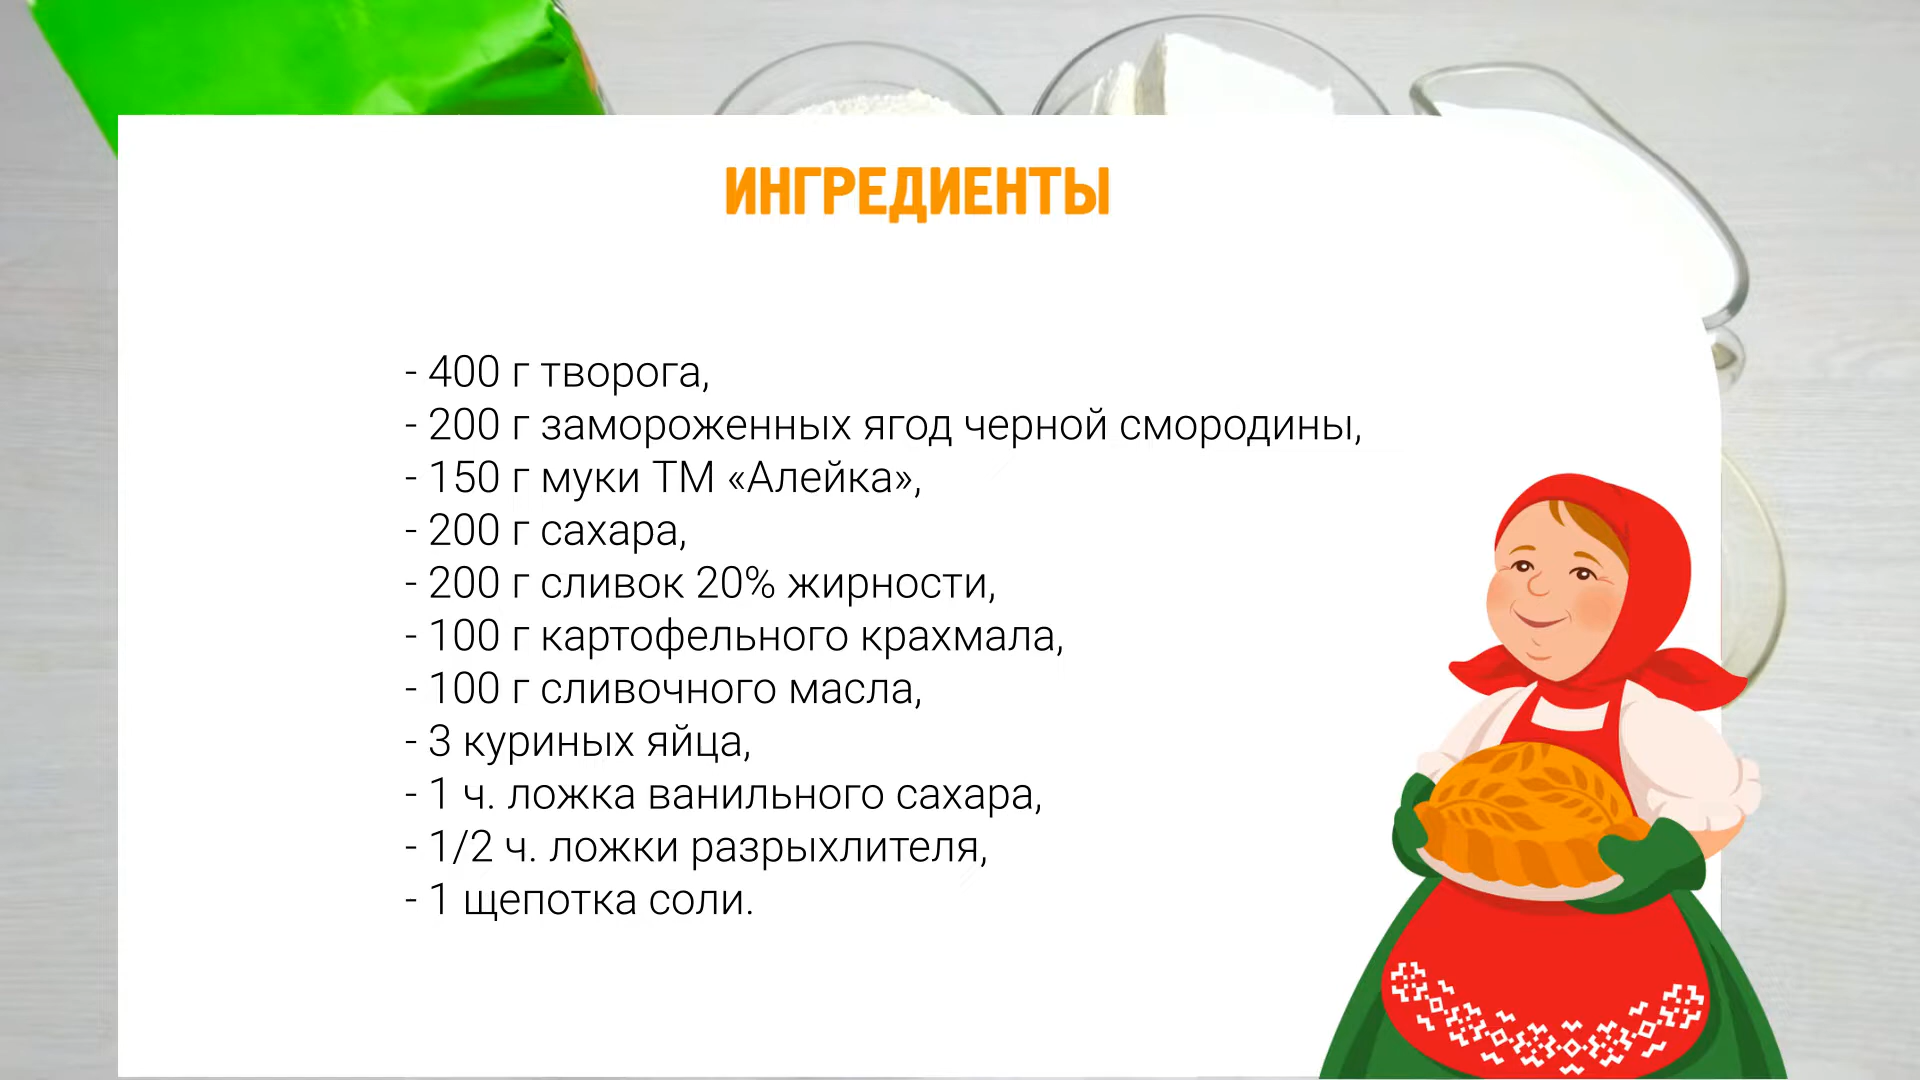 ИНГРЕДИЕНТЫ
- 400 г творога,
- 200 г замороженных ягод черной смородины,
- 150 г муки ТМ «Алейка»,
- 200 г сахара,
- 200 г сливок 20% жирности,
- 100 г картофельного крахмала,
- 100 г сливочного масла,
- 3 куриных яйца,
- 1 ч. ложка ванильного сахара,
- 1/2 ч. ложки разрыхлителя,
- 1 щепотка соли.